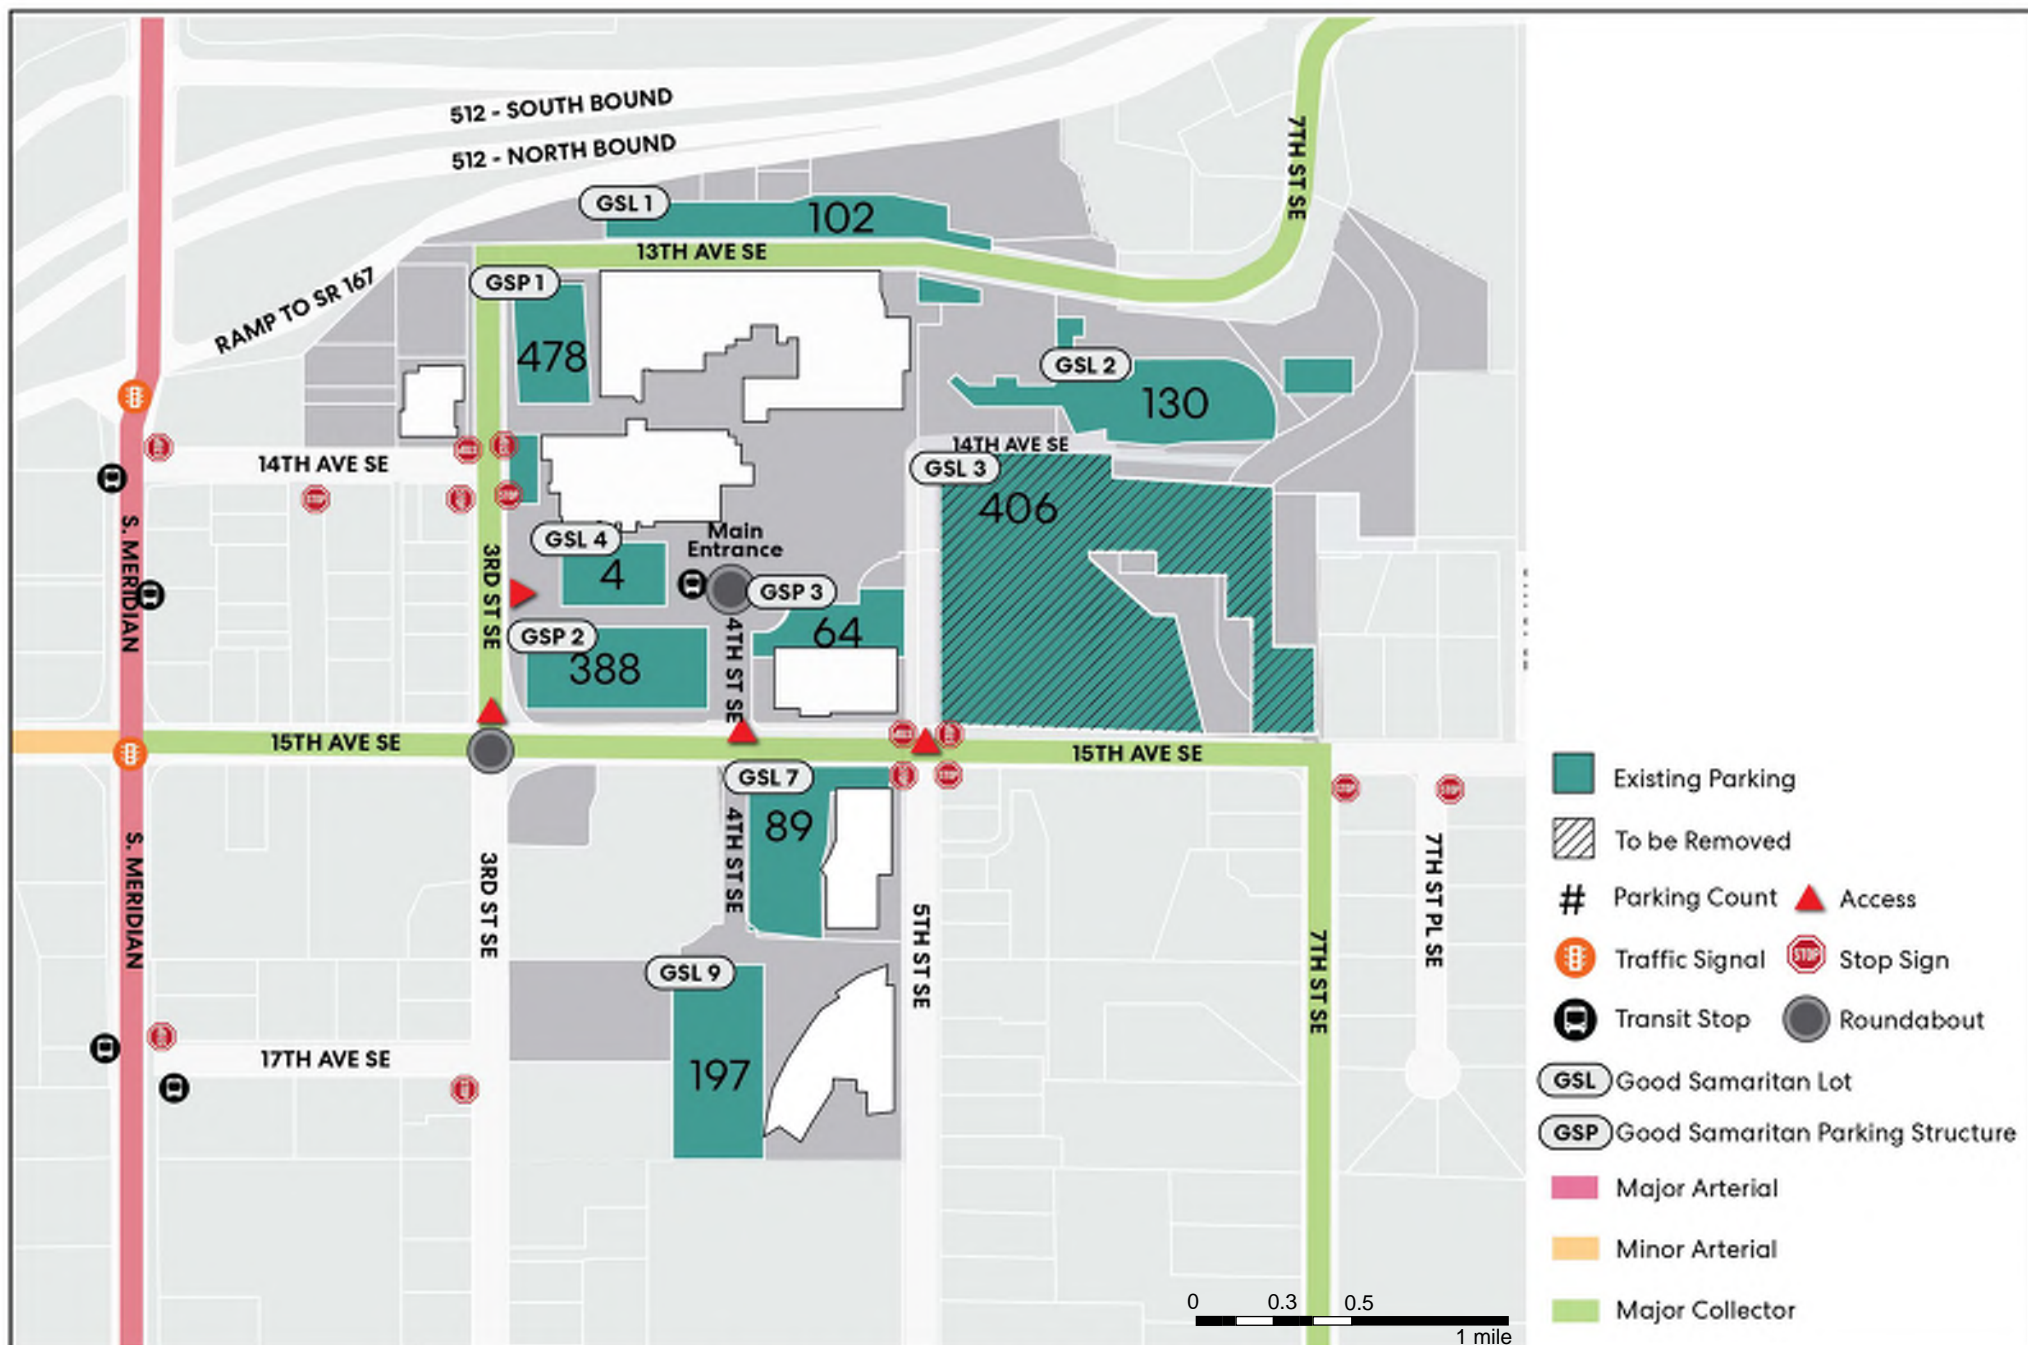 512 - SOUTH BOUND
512 - NORTH BOUND
7TH ST SE
GSL 1
102
13TH AVE SE
RAMP TO SR 167
GSP 1
478
GSL 2
130
14TH AVE SE
14TH AVE SE
GSL 3
406
STOP
STOP
S. MERIDIAN
3RD ST SE
GSL 4
4
Main
Entrance
GSP 3
64
GSP 2
388
4TH ST SE
15TH AVE SE
15TH AVE SE
GSL 7
89
STOP
STOP
STOP
S. MERIDIAN
3RD ST SE
4TH ST SE
5TH ST SE
7TH ST SE
7TH ST PL SE
GSL 9
197
17TH AVE SE
0
0.3
0.5
1 mile
Existing Parking
To be Removed
# Parking Count
Access
Traffic Signal
STOP Stop Sign
Transit Stop
Roundabout
GSL Good Samaritan Lot
GSP Good Samaritan Parking Structure
Major Arterial
Minor Arterial
Major Collector